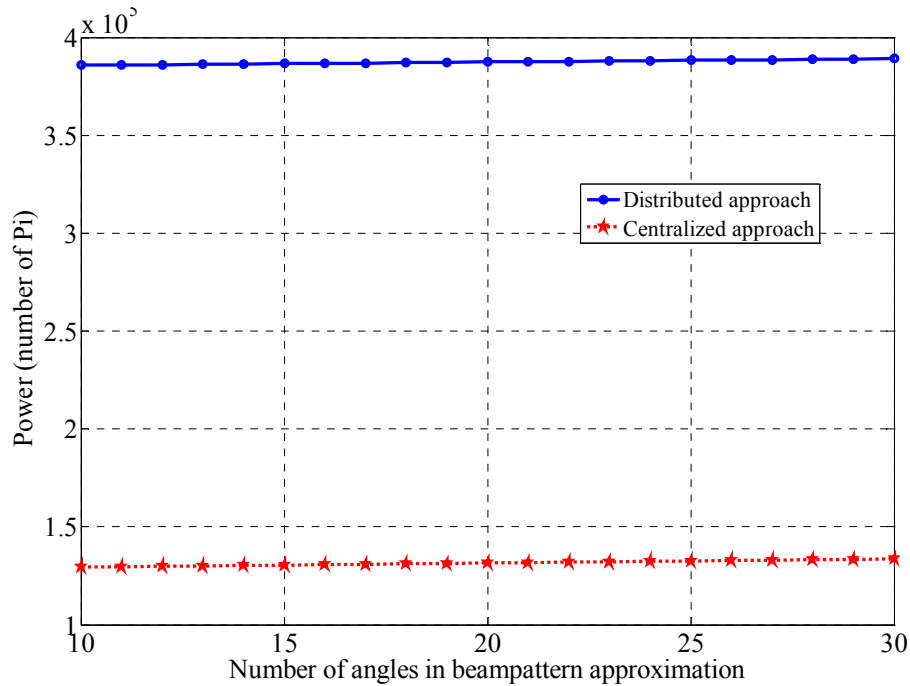 x 10
4
3.5
3
2.5
2
1.5
1
Power (number of Pi)
Distributed approach
Centralized approach
10 15 20 25 30
Number of angles in beampattern approximation